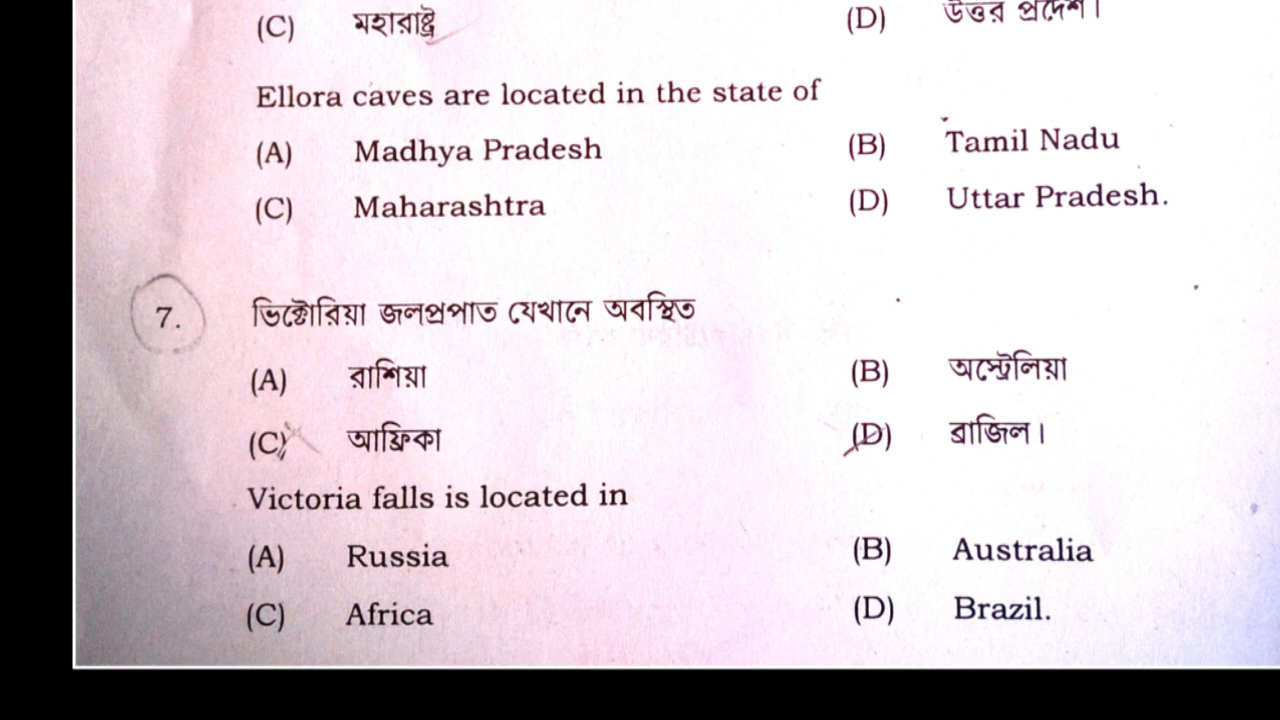 (C) মহারাষ্ট্র (D) উত্তর প্রদেশ।
Ellora caves are located in the state of
(A) Madhya Pradesh (B) Tamil Nadu
(C) Maharashtra (D) Uttar Pradesh.
7. ভিক্টোরিয়া জলপ্রপাত যেখানে অবস্থিত
(A) রাশিয়া (B) অস্ট্রেলিয়া
(C) আফ্রিকা (D) ব্রাজিল।
Victoria falls is located in
(A) Russia (B) Australia
(C) Africa (D) Brazil.